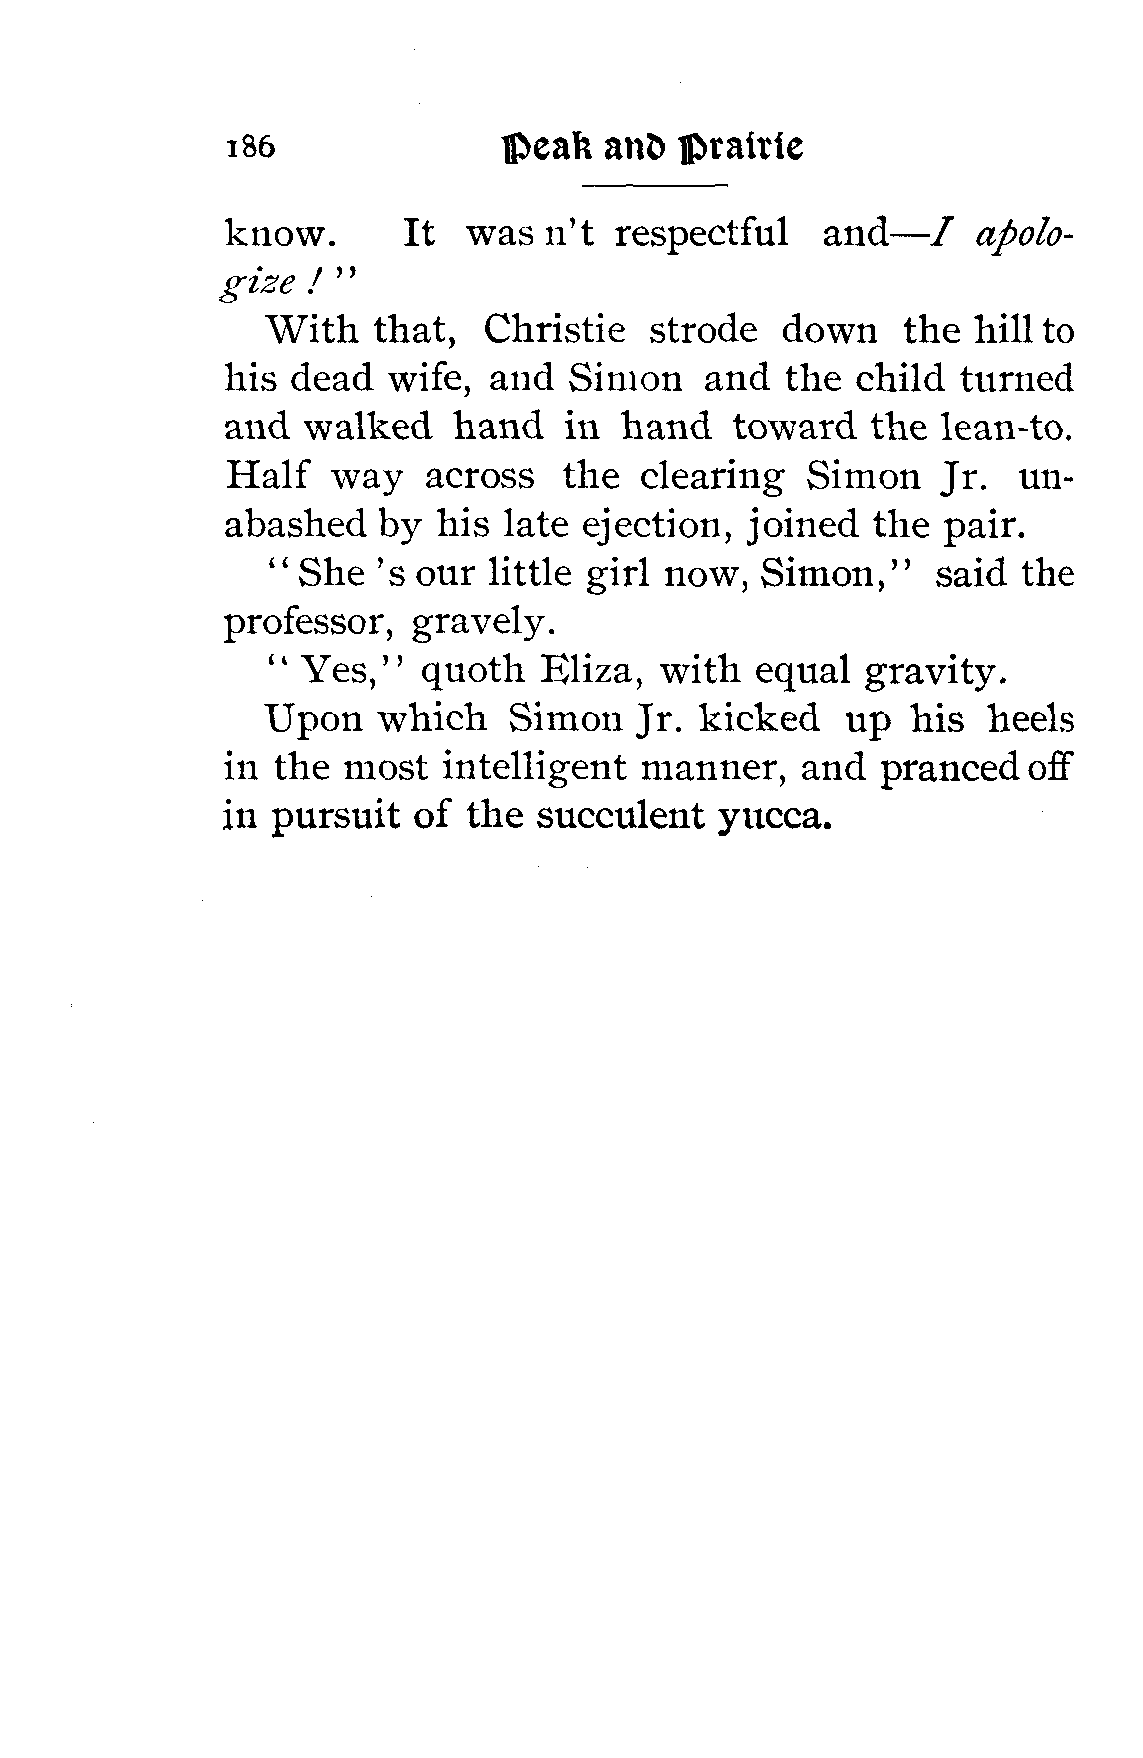 186 Peak and Prairie
know. It was n't respectful and—I apolo-
gize ! "
With that, Christie strode down the hill to
his dead wife, and Simon and the child turned
and walked hand in hand toward the lean-to.
Half way across the clearing Simon Jr. un-
abashed by his late ejection, joined the pair.
" She 's our little girl now, Simon," said the
professor, gravely.
" Yes," quoth Eliza, with equal gravity.
Upon which Simon Jr. kicked up his heels
in the most intelligent manner, and pranced off
in pursuit of the succulent yucca.